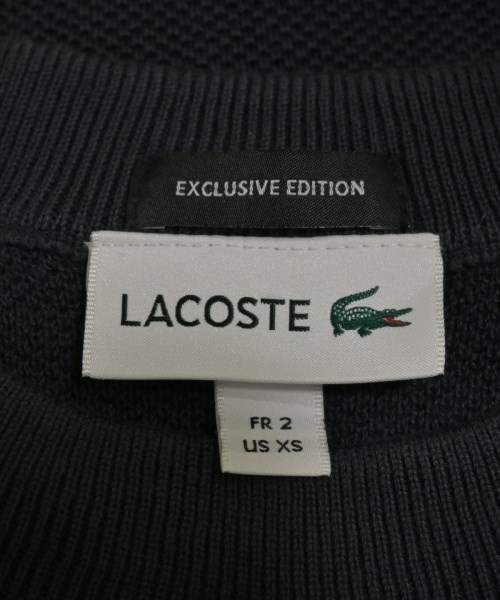 EXCLUSIVE EDITION
LACOSTE
FR 2
US XS